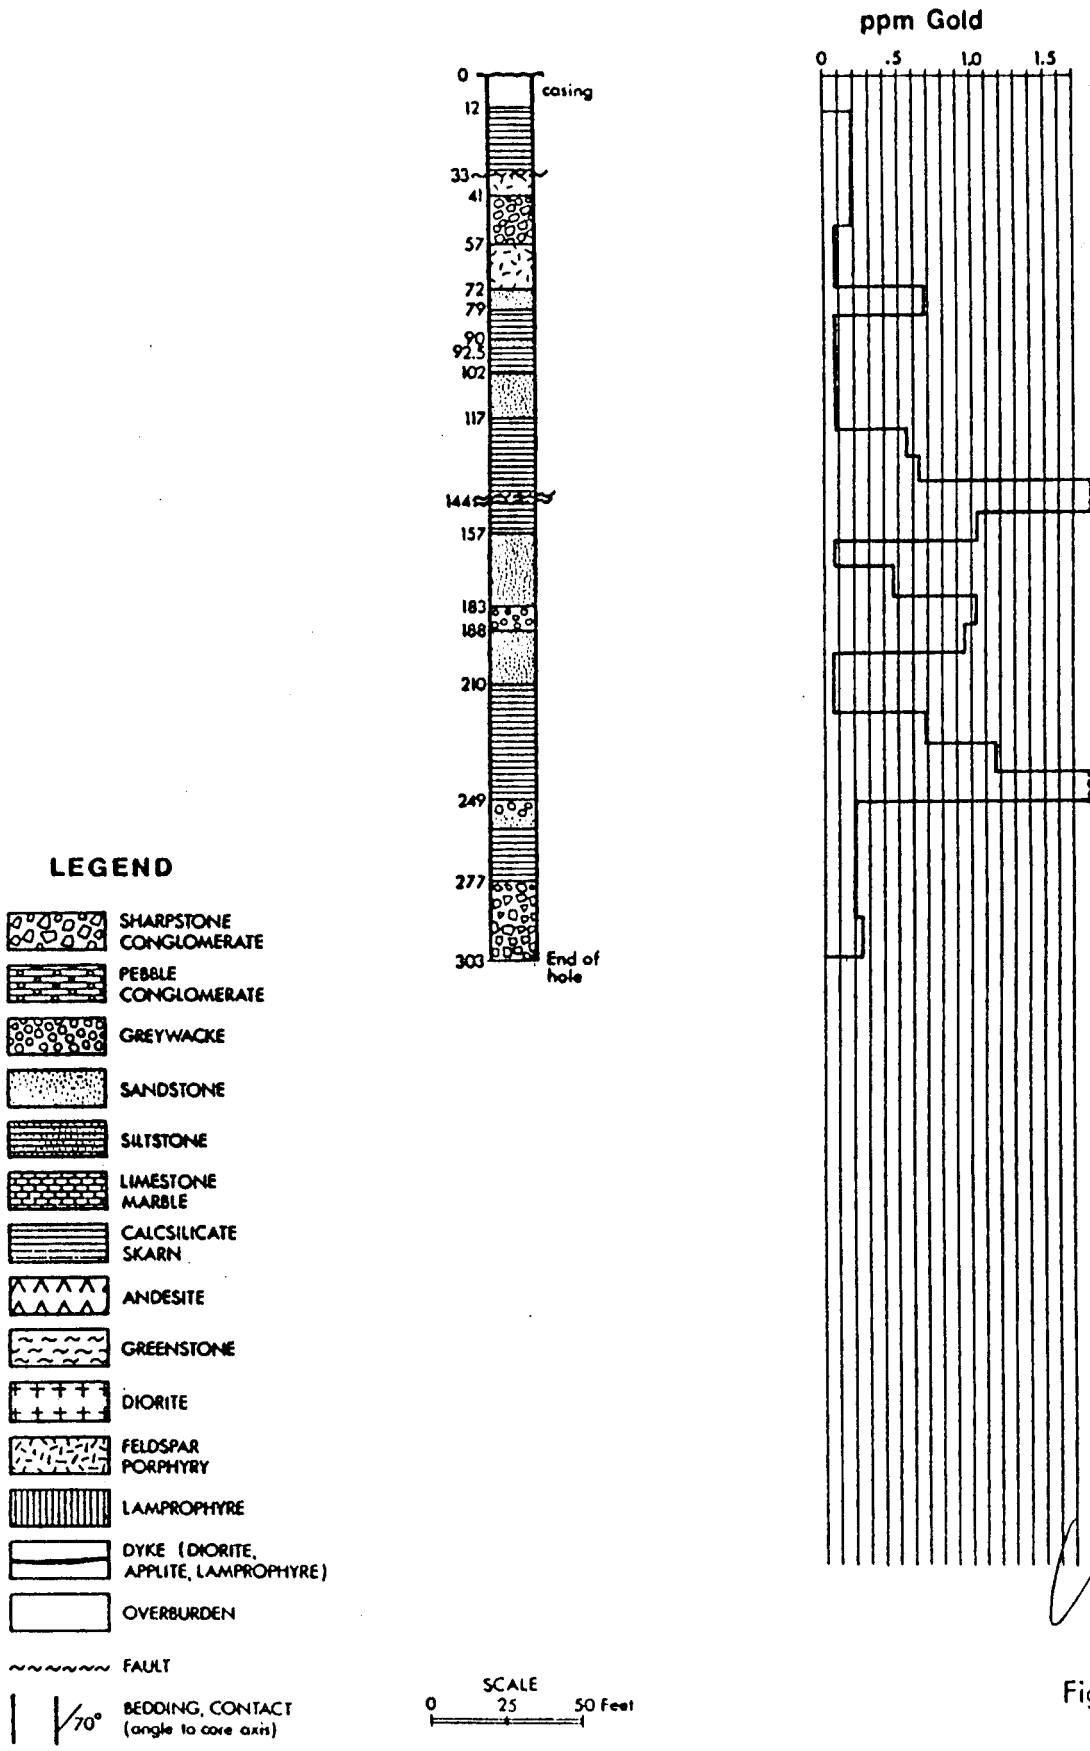 ppm Gold
0 .5 1.0 1.5
0
casing
12
33
41
57
72
79
90
92.5
102
117
144
157
183
188
210
249
277
303
End of
hole
LEGEND
SHARPSTONE
CONGLOMERATE
PEBBLE
CONGLOMERATE
GREYWACKE
SANDSTONE
SILTSTONE
LIMESTONE
MARBLE
CALCSILICATE
SKARN
ANDESITE
GREENSTONE
DIORITE
FELDSPAR
PORPHYRY
LAMPROPHYRE
DYKE (DIORITE,
APPLITE, LAMPROPHYRE)
OVERBURDEN
FAULT
70°
BEDDING, CONTACT
(angle to core axis)
SCALE
0 25 50 Feet
Fig